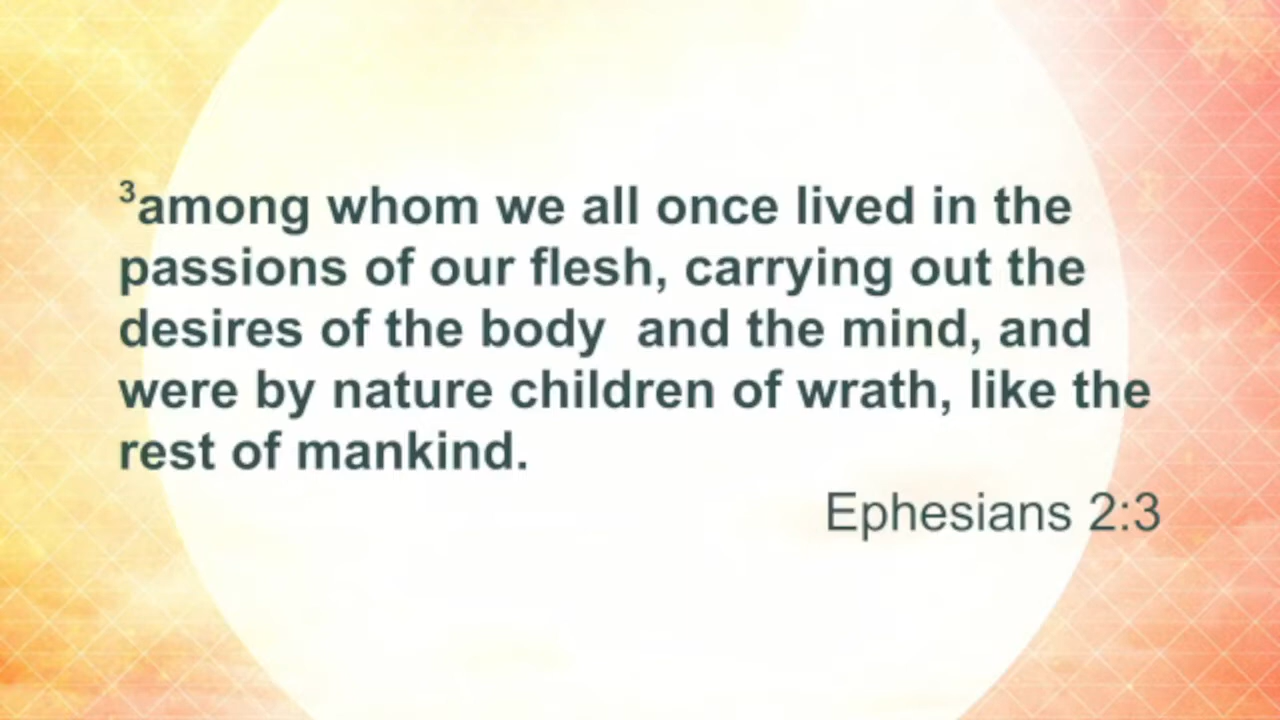 ³among whom we all once lived in the
passions of our flesh, carrying out the
desires of the body  and the mind, and
were by nature children of wrath, like the
rest of mankind.
Ephesians 2:3